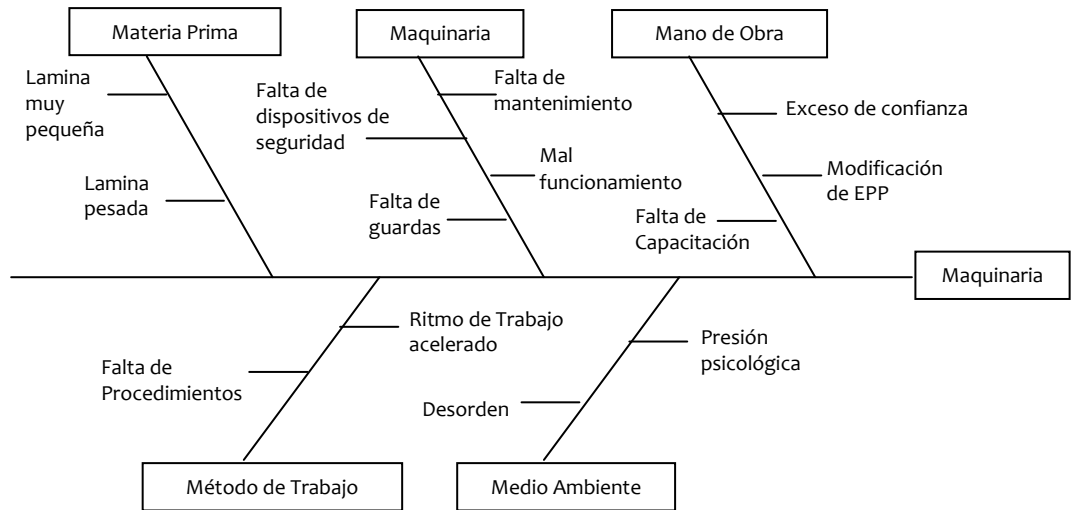 Materia Prima
Maquinaria
Mano de Obra
Lamina
muy
pequeña
Lamina
pesada
Falta de
dispositivos de
seguridad
Falta de
mantenimiento
Mal
funcionamiento
Falta de
guardas
Exceso de confianza
Modificación
de EPP
Falta de
Capacitación
Maquinaria
Ritmo de Trabajo
acelerado
Falta de
Procedimientos
Presión
psicológica
Desorden
Método de Trabajo
Medio Ambiente